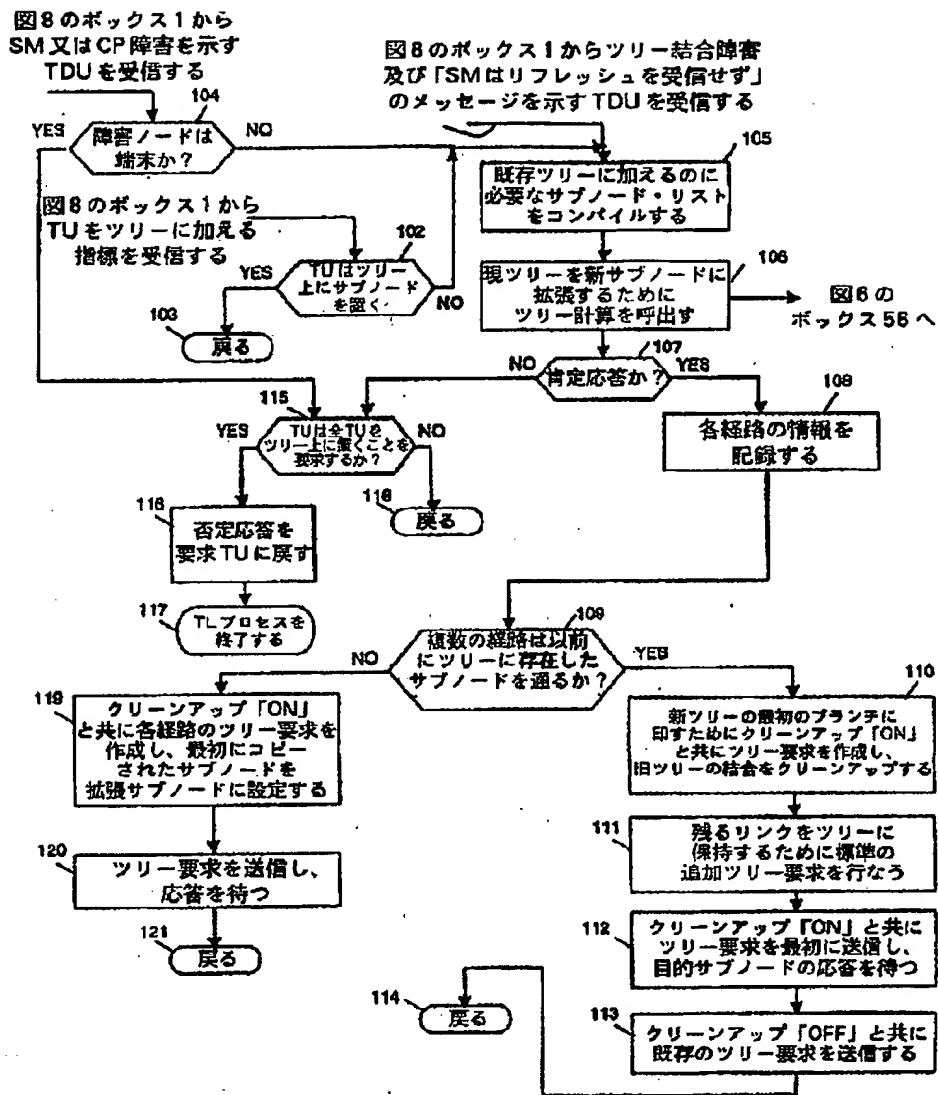 図8のボックス1から
SM又はCP障害を示す
TDUを受信する
図8のボックス1からツリー結合障害
及び「SMはリフレッシュを受信せず」
のメッセージを示すTDUを受信する
104
YES
障害ノードは
端末か?
NO
105
既存ツリーに加えるのに
必要なサブノード・リスト
をコンパイルする
図8のボックス1から
TUをツリーに加える
指標を受信する
102
YES
TUはツリー
上にサブノード
を置く
NO
103
戻る
106
現ツリーを新サブノードに
拡張するために
ツリー計算を呼出す
図6の
ボックス56へ
107
NO
肯定応答か?
YES
108
各経路の情報を
記録する
115
YES
TUは全TUを
ツリー上に置くことを
要求するか?
NO
116
否定応答を
要求TUに戻す
118
戻る
117
TLプロセスを
終了する
109
NO
複数の経路は以前
にツリーに存在した
サブノードを通るか?
YES
119
クリーンアップ「ON」
と共に各経路のツリー要求を
作成し、最初にコピー
されたサブノードを
拡張サブノードに設定する
110
新ツリーの最初のブランチに
印すためにクリーンアップ「ON」
と共にツリー要求を作成し、
旧ツリーの結合をクリーンアップする
111
残るリンクをツリーに
保持するために標準の
追加ツリー要求を行なう
120
ツリー要求を送信し、
応答を待つ
112
クリーンアップ「ON」と共に
ツリー要求を最初に送信し、
目的サブノードの応答を待つ
121
戻る
114
戻る
113
クリーンアップ「OFF」と共に
既存のツリー要求を送信する